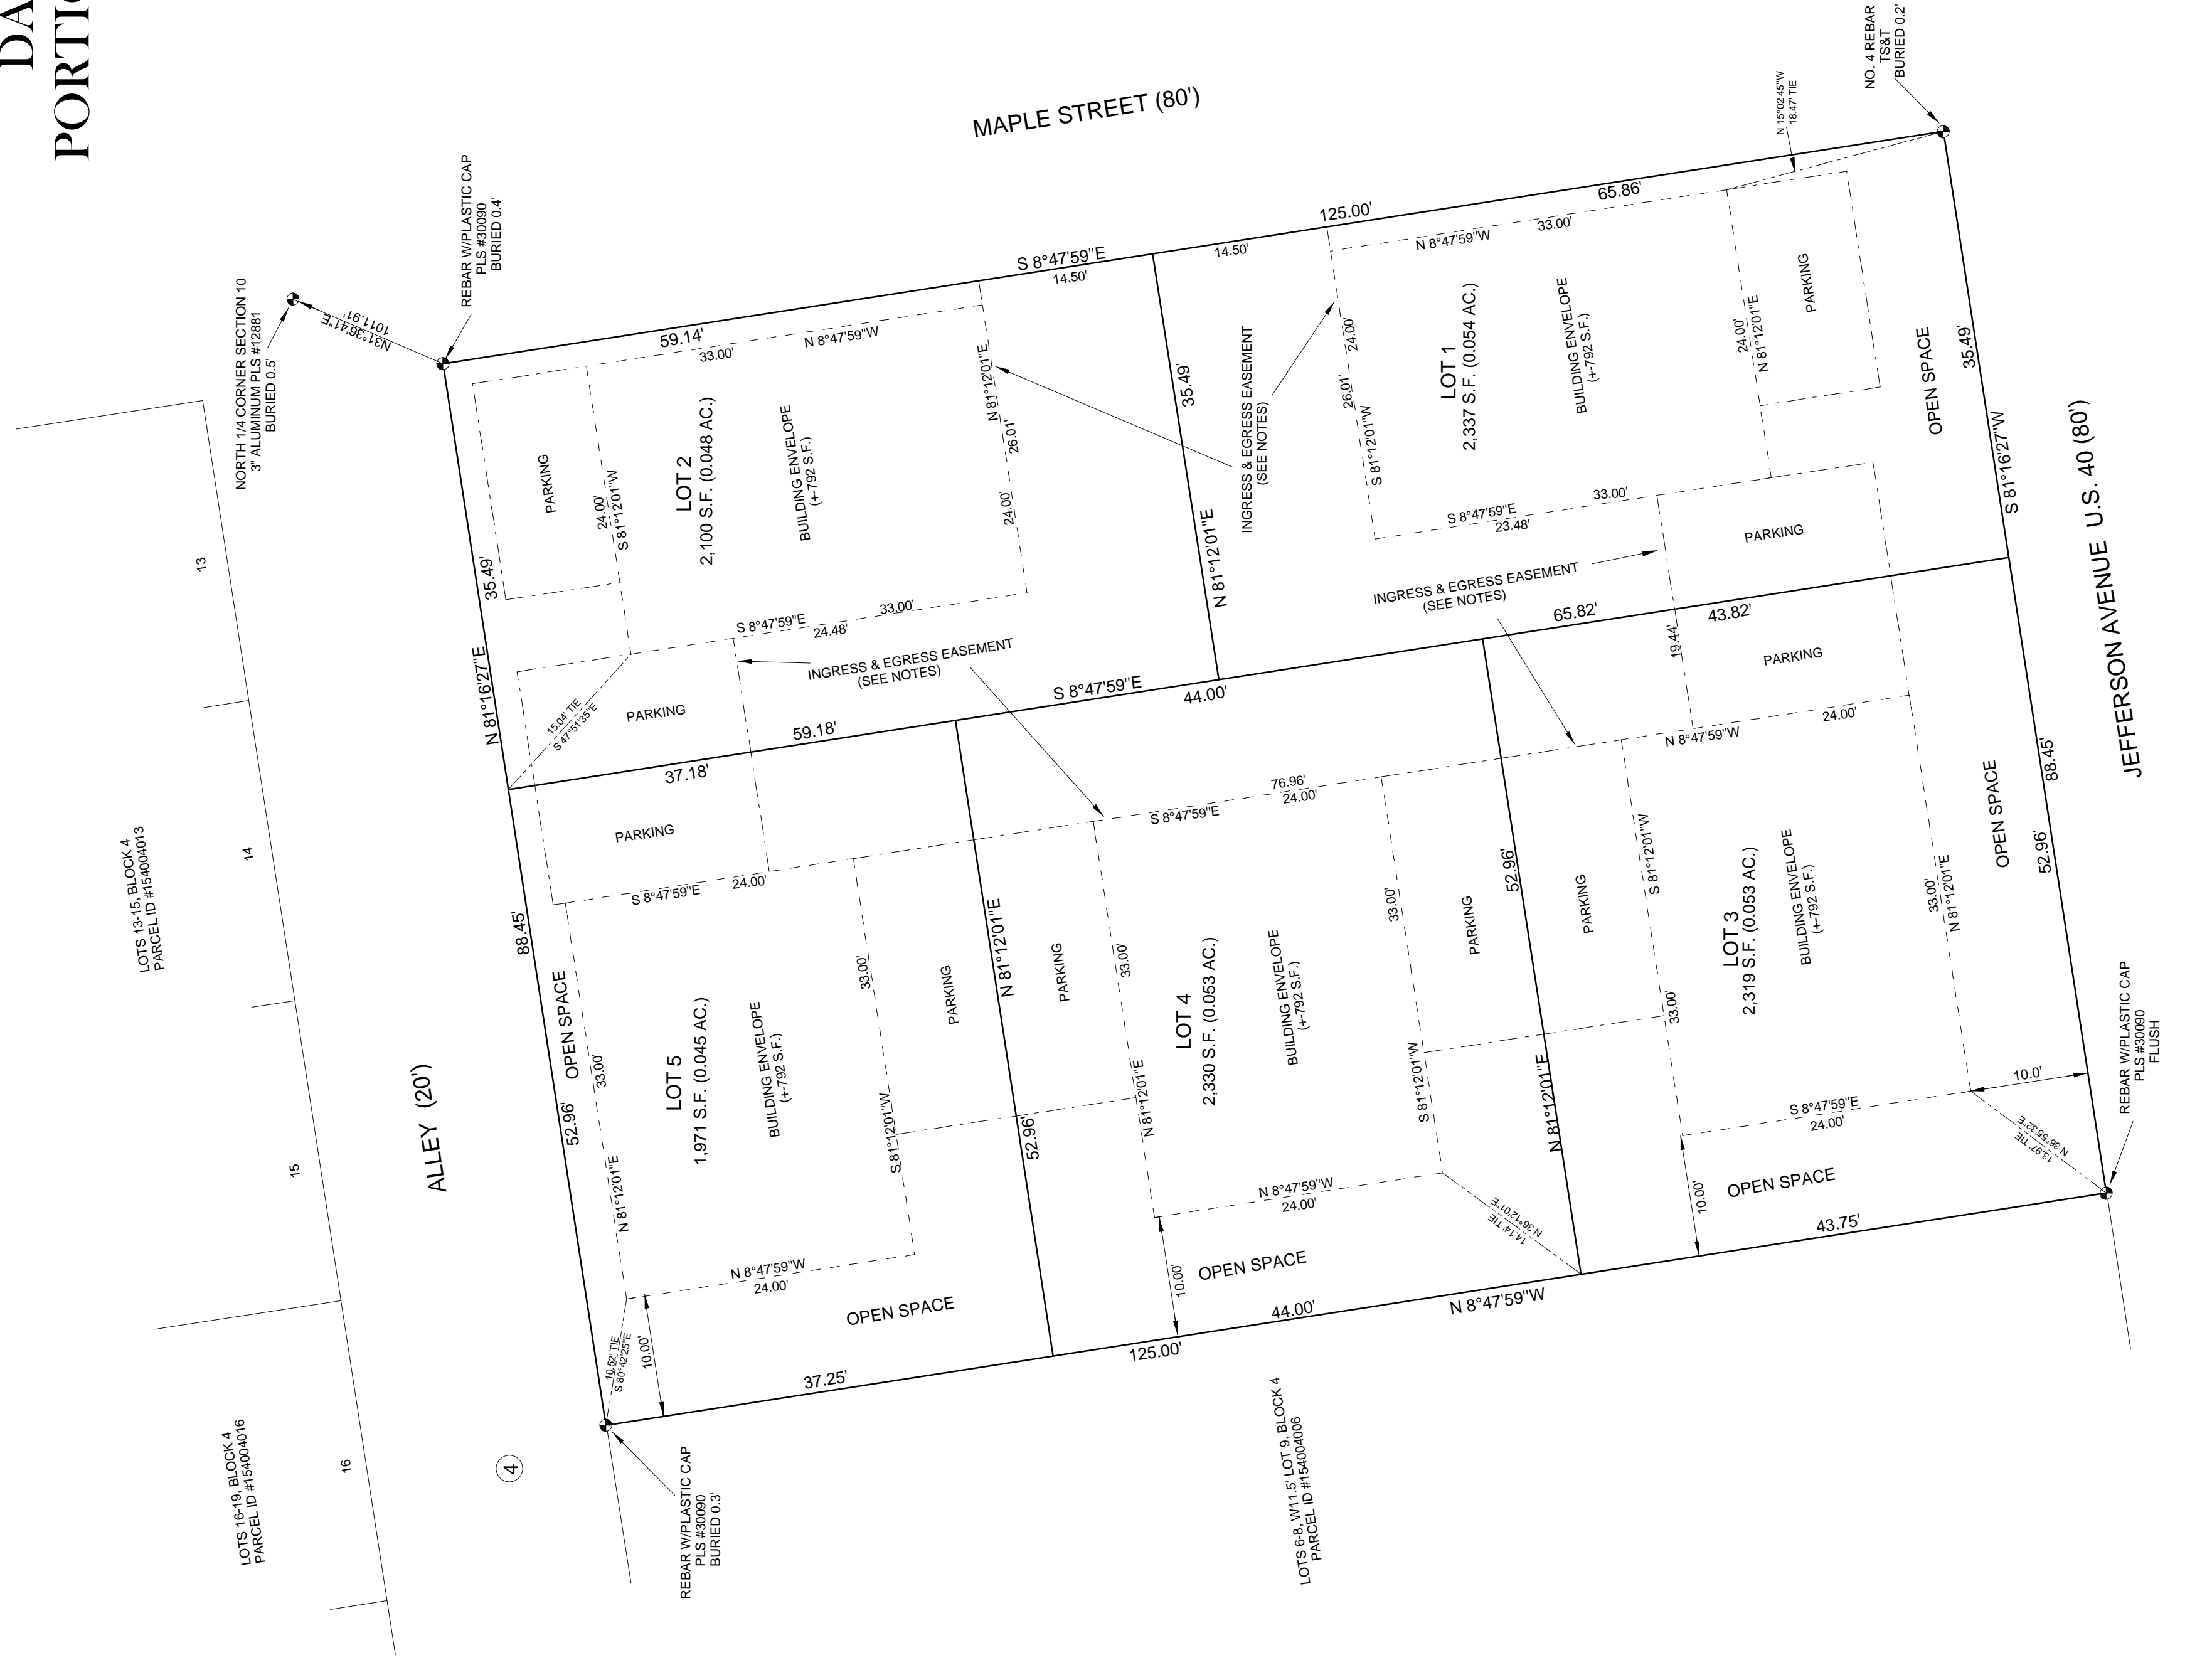 DA
PORTIO
MAPLE STREET (80')
NORTH 1/4 CORNER SECTION 10
3" ALUMINUM PLS #12881
BURIED 0.5'
N31°36'41"E
1011.91'
REBAR W/PLASTIC CAP
PLS #30090
BURIED 0.4'
NO. 4 REBAR
TS&T
BURIED 0.2'
N 15°02'45"W
18.47' TIE
S 8°47'59"E
125.00'
59.14'
14.50'
14.50'
65.86'
13
14
15
16
LOTS 13-15, BLOCK 4
PARCEL ID #154004013
LOTS 16-19, BLOCK 4
PARCEL ID #154004016
ALLEY (20')
4
N 81°16'27"E
35.49'
88.45'
52.96'
PARKING
24.00'
S 81°12'01"W
33.00'
N 8°47'59"W
LOT 2
2,100 S.F. (0.048 AC.)
BUILDING ENVELOPE
(+-792 S.F.)
N 81°12'01"E
26.01'
24.00'
S 8°47'59"E
33.00'
24.48'
PARKING
15.04' TIE
S 47°51'35"E
INGRESS & EGRESS EASEMENT
(SEE NOTES)
35.49'
N 81°12'01"E
INGRESS & EGRESS EASEMENT
(SEE NOTES)
24.00'
26.01'
S 81°12'01"W
N 8°47'59"W
33.00'
LOT 1
2,337 S.F. (0.054 AC.)
BUILDING ENVELOPE
(+-792 S.F.)
24.00'
N 81°12'01"E
PARKING
S 8°47'59"E
33.00'
23.48'
PARKING
INGRESS & EGRESS EASEMENT
(SEE NOTES)
OPEN SPACE
35.49'
S 81°16'27"W
JEFFERSON AVENUE U.S. 40 (80')
59.18'
37.18'
S 8°47'59"E
44.00'
65.82'
43.82'
19.44'
PARKING
S 8°47'59"E
24.00'
OPEN SPACE
33.00'
N 81°12'01"E
LOT 5
1,971 S.F. (0.045 AC.)
BUILDING ENVELOPE
(+-792 S.F.)
33.00'
S 81°12'01"W
PARKING
N 8°47'59"W
24.00'
OPEN SPACE
10.52' TIE
S 80°42'25"E
10.00'
37.25'
REBAR W/PLASTIC CAP
PLS #30090
BURIED 0.3'
N 81°12'01"E
52.96'
PARKING
33.00'
N 81°12'01"E
76.96'
S 8°47'59"E
24.00'
LOT 4
2,330 S.F. (0.053 AC.)
BUILDING ENVELOPE
(+-792 S.F.)
33.00'
S 81°12'01"W
PARKING
N 8°47'59"W
24.00'
14.14' TIE
N 36°12'01"E
10.00'
OPEN SPACE
44.00'
125.00'
N 8°47'59"W
LOTS 6-8, W11.5' LOT 9, BLOCK 4
PARCEL ID #154004006
52.96'
N 81°12'01"E
PARKING
S 81°12'01"W
33.00'
PARKING
N 8°47'59"W
24.00'
LOT 3
2,319 S.F. (0.053 AC.)
BUILDING ENVELOPE
(+-792 S.F.)
33.00'
N 81°12'01"E
OPEN SPACE
88.45'
52.96'
S 8°47'59"E
24.00'
10.00'
10.0'
OPEN SPACE
N 36°55'32"E
13.97' TIE
43.75'
REBAR W/PLASTIC CAP
PLS #30090
FLUSH